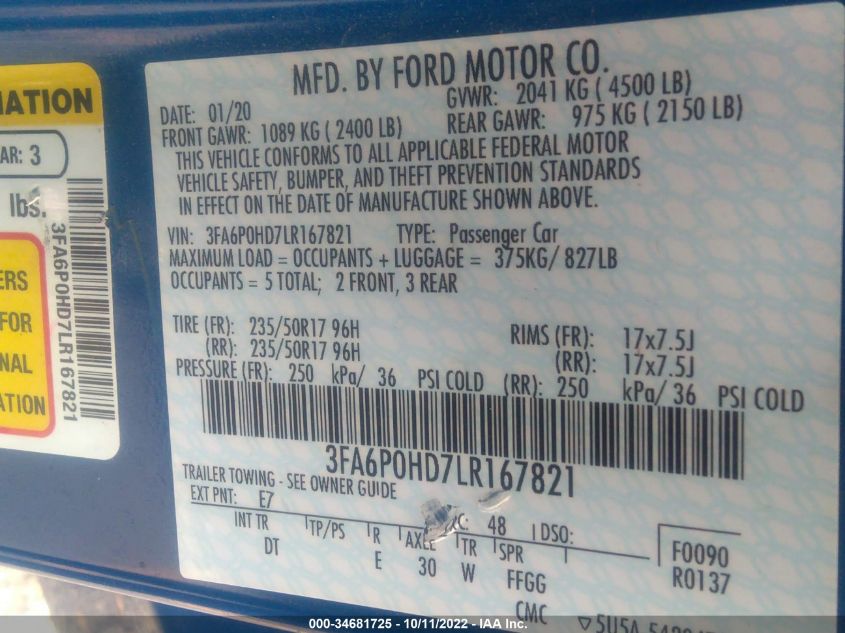 MATION
AR: 3
lbs.
3FA6P0HD7LR167821
ERS
FOR
NAL
ATION
MFD. BY FORD MOTOR CO.
DATE: 01/20 GVWR: 2041 KG ( 4500 LB)
FRONT GAWR: 1089 KG ( 2400 LB) REAR GAWR: 975 KG ( 2150 LB)
THIS VEHICLE CONFORMS TO ALL APPLICABLE FEDERAL MOTOR
VEHICLE SAFETY, BUMPER, AND THEFT PREVENTION STANDARDS
IN EFFECT ON THE DATE OF MANUFACTURE SHOWN ABOVE.
VIN: 3FA6P0HD7LR167821 TYPE: Passenger Car
MAXIMUM LOAD = OCCUPANTS + LUGGAGE = 375KG/ 827LB
OCCUPANTS = 5 TOTAL; 2 FRONT, 3 REAR
TIRE (FR): 235/50R17 96H RIMS (FR): 17x7.5J
(RR): 235/50R17 96H (RR): 17x7.5J
PRESSURE (FR): 250 kPa/ 36 PSI COLD (RR): 250 kPa/ 36 PSI COLD
3FA6P0HD7LR167821
TRAILER TOWING - SEE OWNER GUIDE
EXT PNT: E7 C: 48 DSO:
INT TR TP/PS R AXLE TR SPR F0090
DT E 30 W FFGG R0137
CMC ▽5U5A
000-34681725 - 10/11/2022 - IAA Inc.